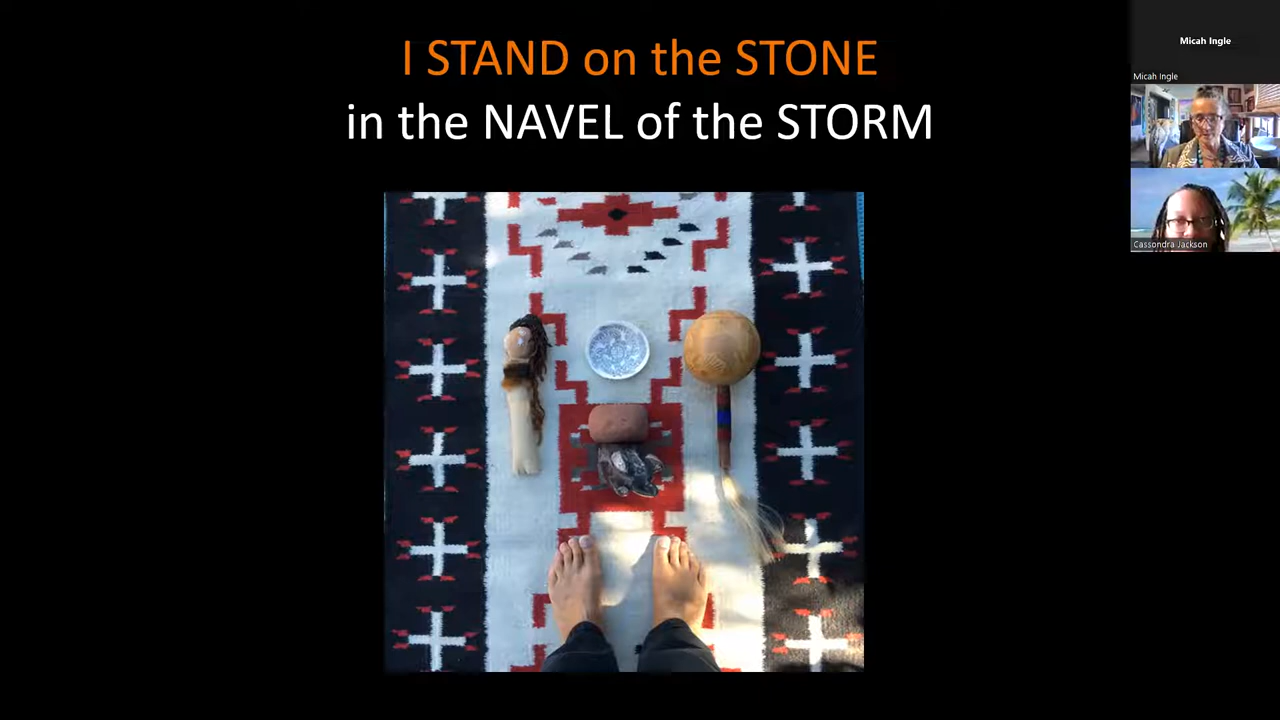 I STAND on the STONE
in the NAVEL of the STORM
Micah Ingle
Micah Ingle
Cassondra Jackson